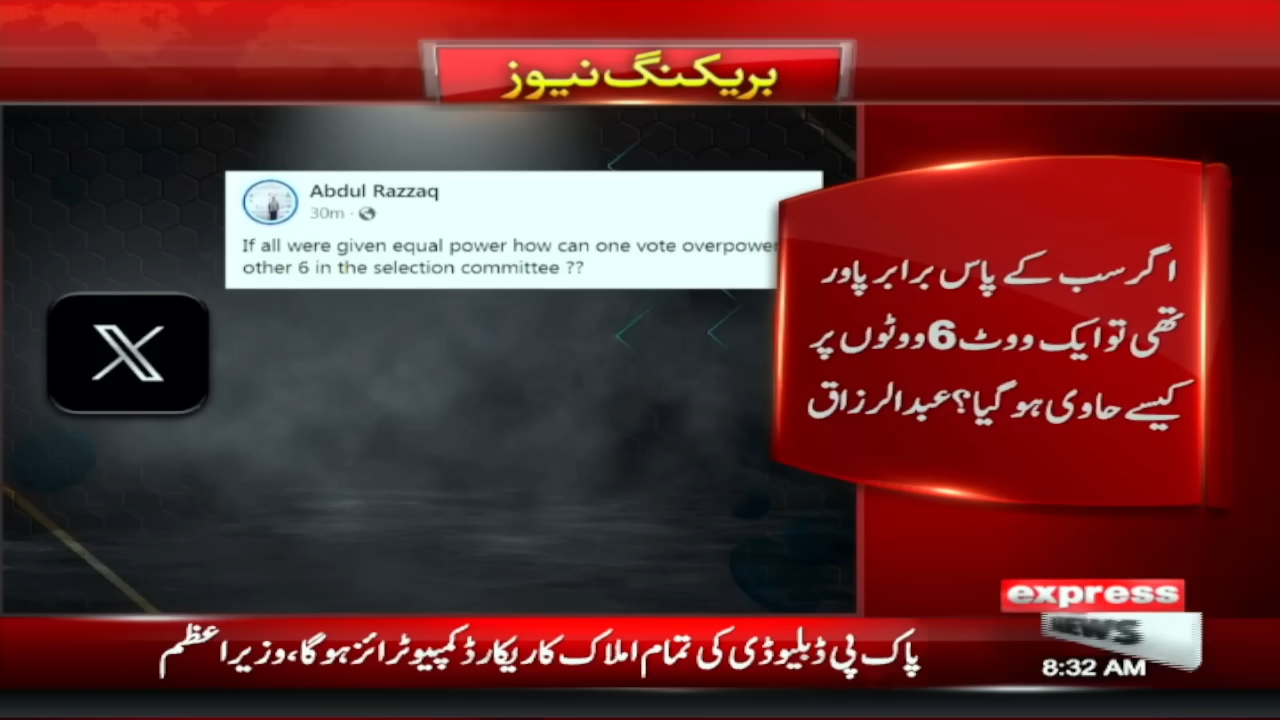 بریکنگ نیوز
Abdul Razzaq
30m ·
If all were given equal power how can one vote overpower
other 6 in the selection committee ??
اگر سب کے پاس برابر پاور
تھی تو ایک ووٹ 6 ووٹوں پر
کیسے حاوی ہو گیا؟ عبدالرزاق
express
NEWS
8:32 AM
پاک پی ڈبلیو ڈی کی تمام املاک کا ریکارڈ کمپیوٹرائز ہو گا، وزیر اعظم